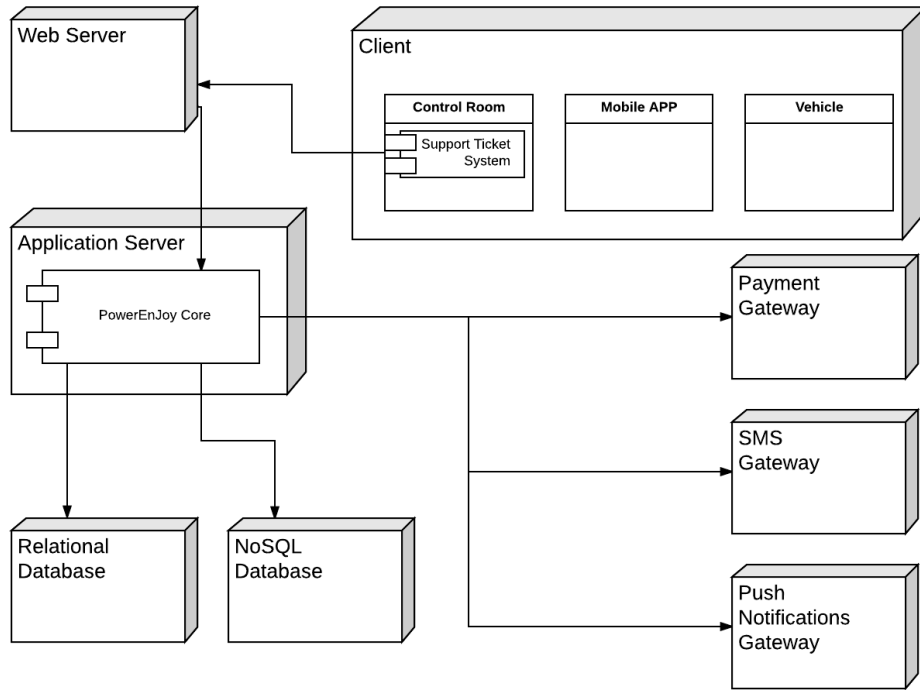 Web Server
Client
Control Room
Mobile APP
Vehicle
Support Ticket
System
Application Server
PowerEnJoy Core
Payment
Gateway
SMS
Gateway
Relational
Database
NoSQL
Database
Push
Notifications
Gateway